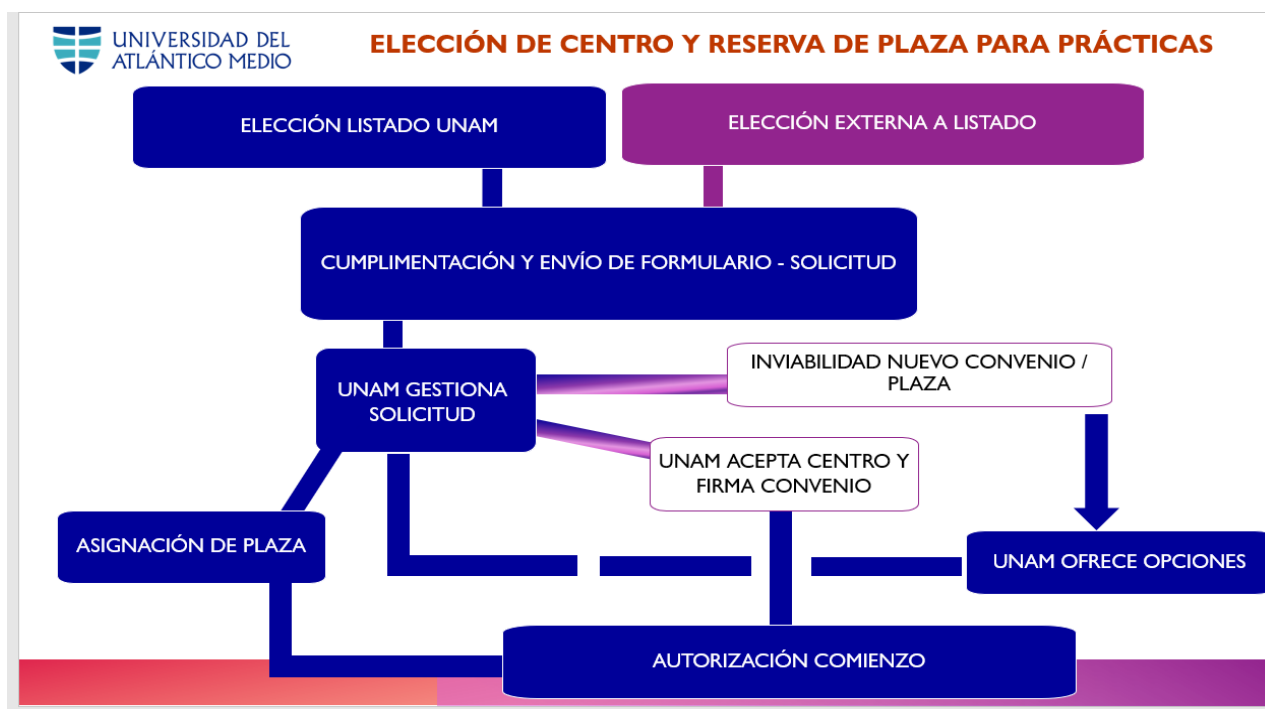 UNIVERSIDAD DEL
ATLÁNTICO MEDIO
ELECCIÓN DE CENTRO Y RESERVA DE PLAZA PARA PRÁCTICAS
ELECCIÓN LISTADO UNAM
ELECCIÓN EXTERNA A LISTADO
CUMPLIMENTACIÓN Y ENVÍO DE FORMULARIO - SOLICITUD
UNAM GESTIONA
SOLICITUD
INVIABILIDAD NUEVO CONVENIO /
PLAZA
UNAM ACEPTA CENTRO Y
FIRMA CONVENIO
ASIGNACIÓN DE PLAZA
UNAM OFRECE OPCIONES
AUTORIZACIÓN COMIENZO